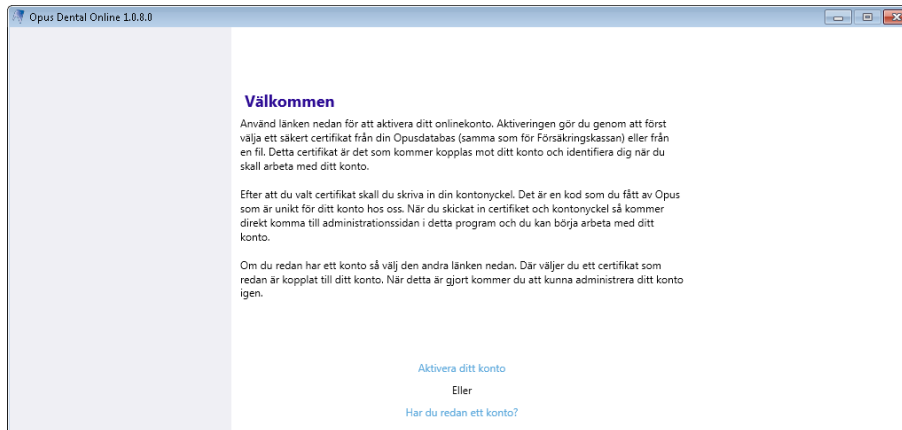 Opus Dental Online 1.0.8.0
Välkommen
Använd länken nedan för att aktivera ditt onlinekonto. Aktiveringen gör du genom att först
välja ett säkert certifikat från din Opusdatabas (samma som för Försäkringskassan) eller från
en fil. Detta certifikat är det som kommer kopplas mot ditt konto och identifiera dig när du
skall arbeta med ditt konto.
Efter att du valt certifikat skall du skriva in din kontonyckel. Det är en kod som du fått av Opus
som är unikt för ditt konto hos oss. När du skickat in certifiket och kontonyckel så kommer
direkt komma till administrationssidan i detta program och du kan börja arbeta med ditt
konto.
Om du redan har ett konto så välj den andra länken nedan. Där väljer du ett certifikat som
redan är kopplat till ditt konto. När detta är gjort kommer du att kunna administrera ditt konto
igen.
Aktivera ditt konto
Eller
Har du redan ett konto?